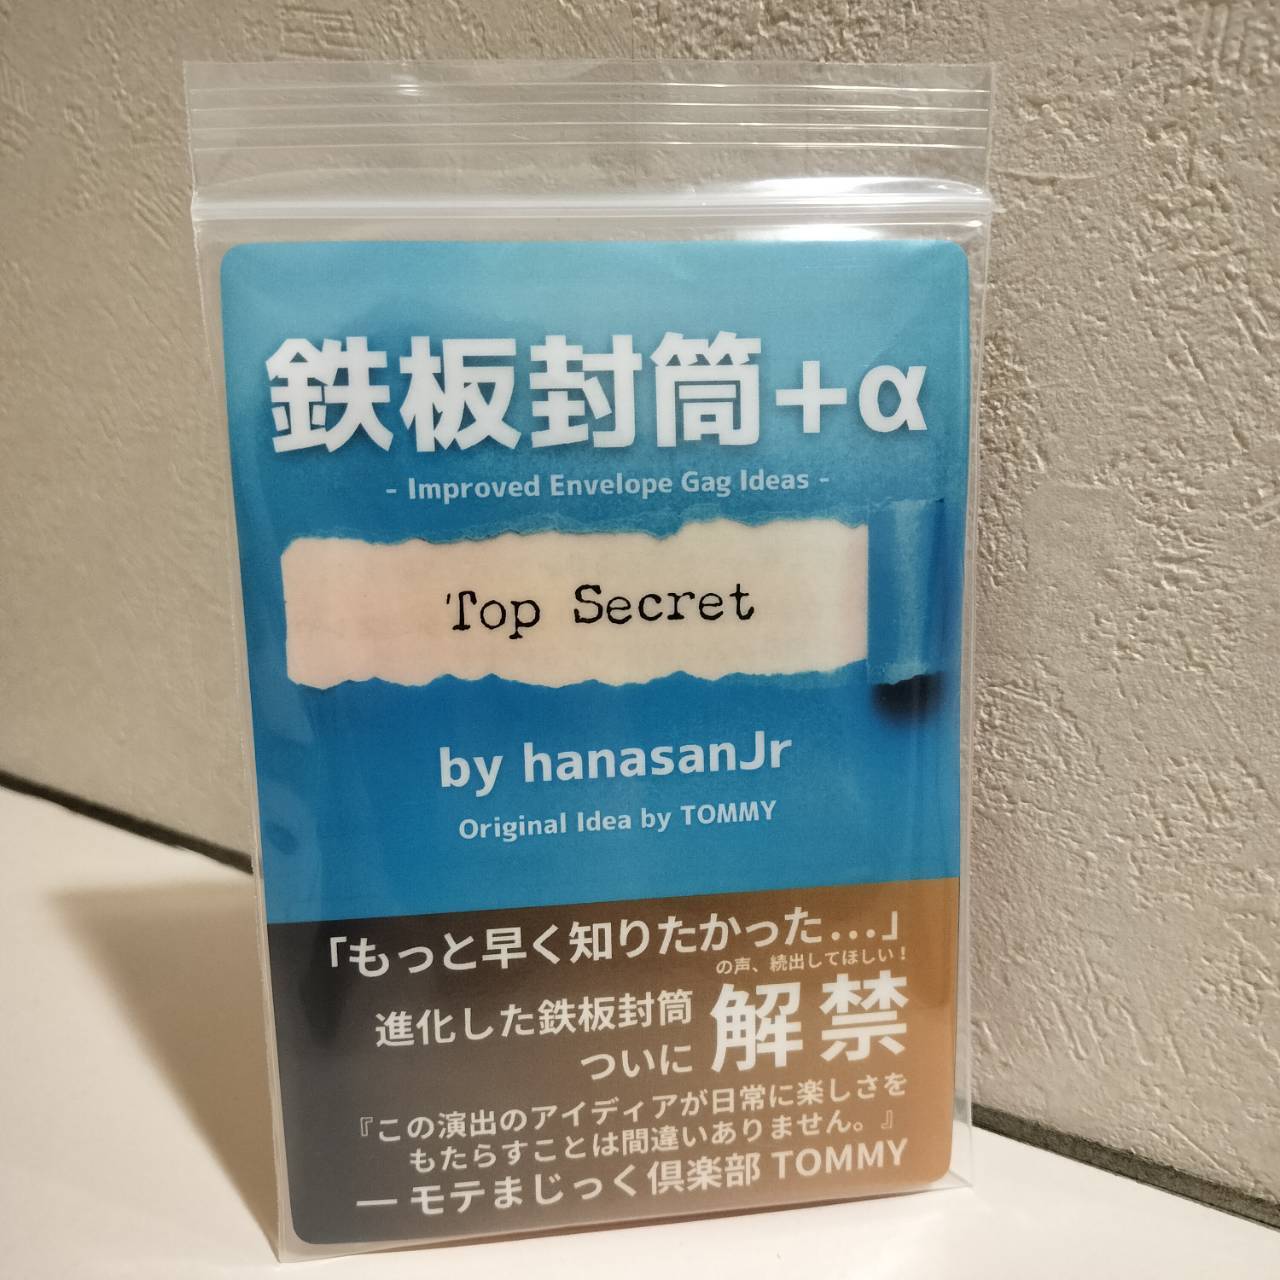 鉄板封筒+α
- Improved Envelope Gag Ideas -
Top Secret
by hanasanJr
Original Idea by TOMMY
「もっと早く知りたかった...」
の声、続出してほしい！
進化した鉄板封筒
ついに
解禁
『この演出のアイディアが日常に楽しさを
もたらすことは間違いありません。』
― モテまじっく倶楽部 TOMMY